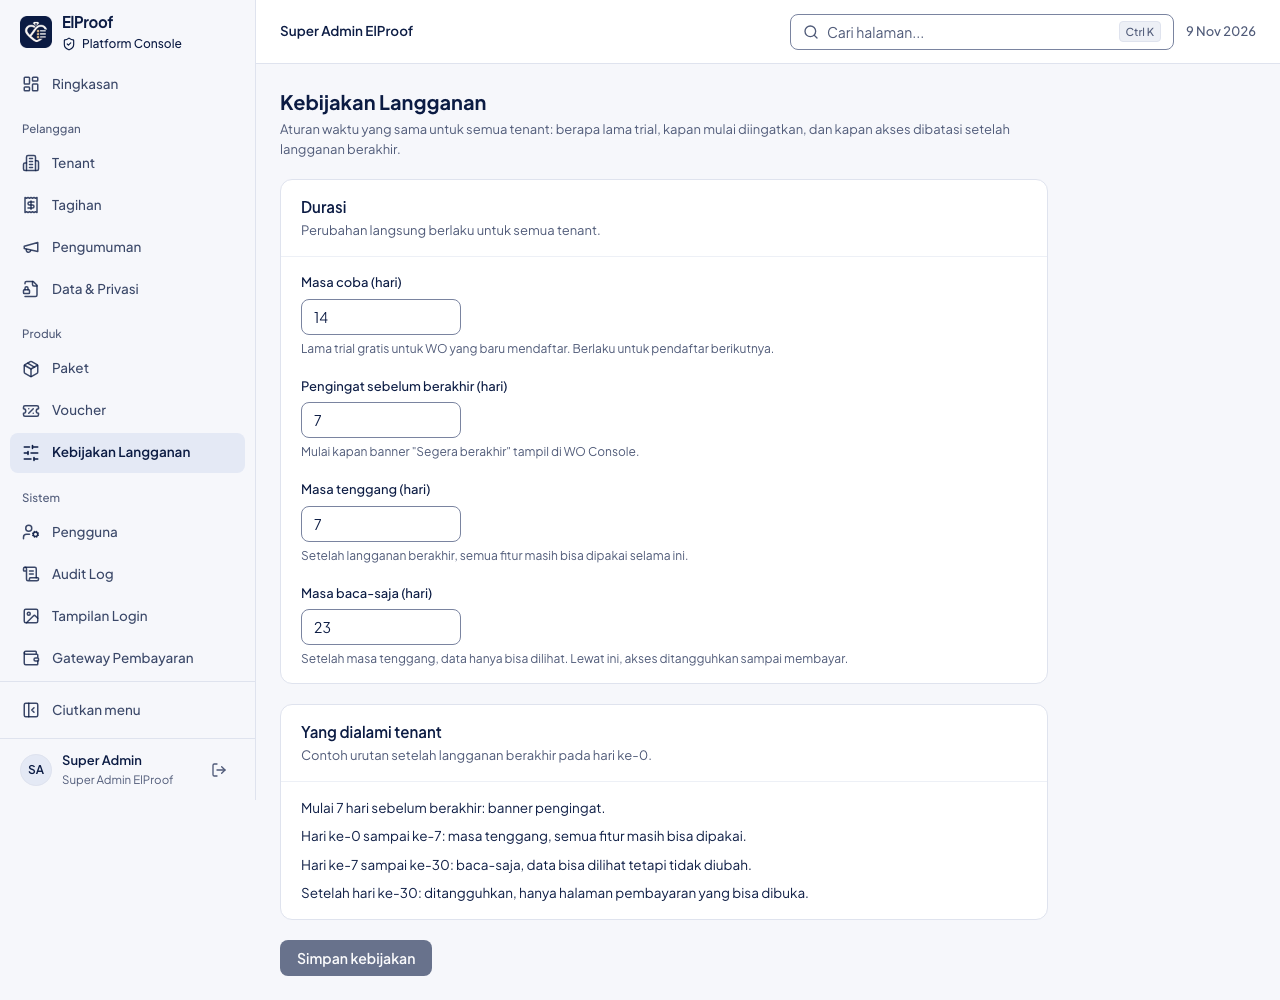 ElProof
Platform Console
Super Admin ElProof
Cari halaman...
Ctrl K
9 Nov 2026
Ringkasan
Pelanggan
Tenant
Tagihan
Pengumuman
Data & Privasi
Produk
Paket
Voucher
Kebijakan Langganan
Sistem
Pengguna
Audit Log
Tampilan Login
Gateway Pembayaran
Ciutkan menu
SA
Super Admin
Super Admin ElProof
Kebijakan Langganan
Aturan waktu yang sama untuk semua tenant: berapa lama trial, kapan mulai diingatkan, dan kapan akses dibatasi setelah
langganan berakhir.
Durasi
Perubahan langsung berlaku untuk semua tenant.
Masa coba (hari)
14
Lama trial gratis untuk WO yang baru mendaftar. Berlaku untuk pendaftar berikutnya.
Pengingat sebelum berakhir (hari)
7
Mulai kapan banner "Segera berakhir" tampil di WO Console.
Masa tenggang (hari)
7
Setelah langganan berakhir, semua fitur masih bisa dipakai selama ini.
Masa baca-saja (hari)
23
Setelah masa tenggang, data hanya bisa dilihat. Lewat ini, akses ditangguhkan sampai membayar.
Yang dialami tenant
Contoh urutan setelah langganan berakhir pada hari ke-0.
Mulai 7 hari sebelum berakhir: banner pengingat.
Hari ke-0 sampai ke-7: masa tenggang, semua fitur masih bisa dipakai.
Hari ke-7 sampai ke-30: baca-saja, data bisa dilihat tetapi tidak diubah.
Setelah hari ke-30: ditangguhkan, hanya halaman pembayaran yang bisa dibuka.
Simpan kebijakan